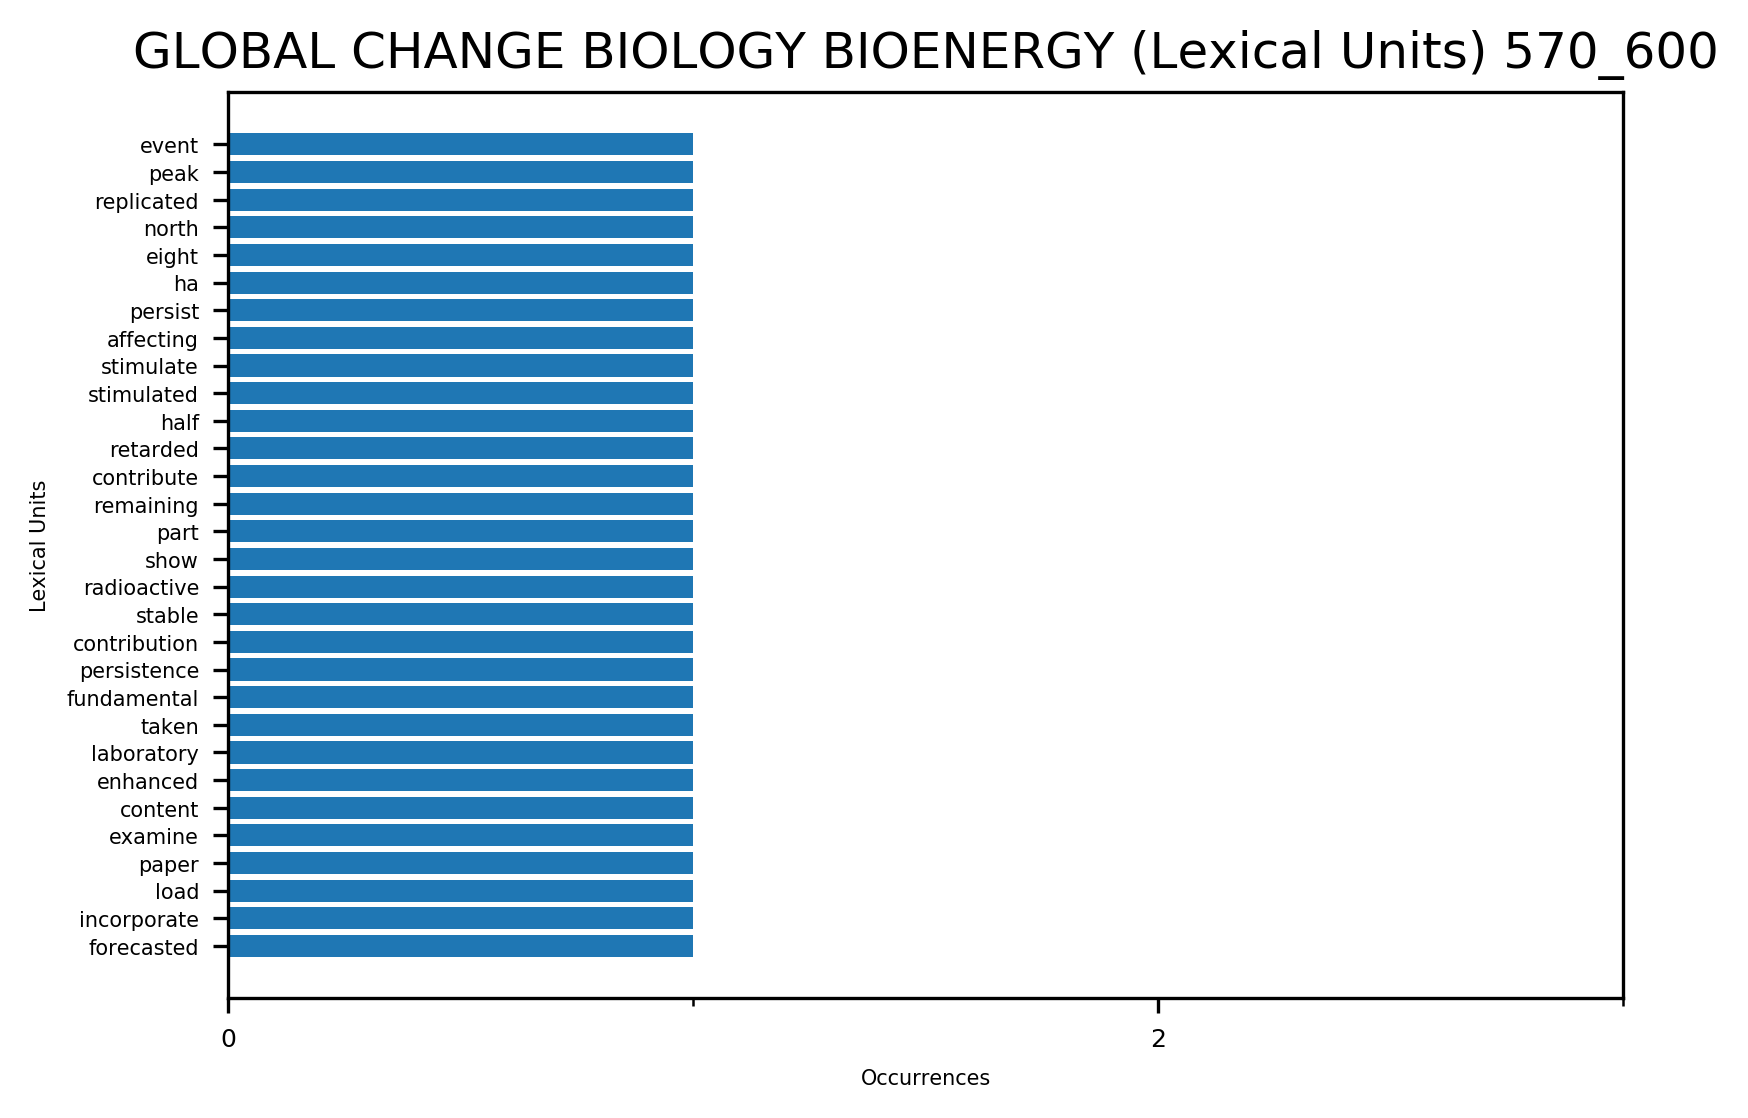 GLOBAL CHANGE BIOLOGY BIOENERGY (Lexical Units) 570_600
event
peak
replicated
north
eight
ha
persist
affecting
stimulate
stimulated
half
retarded
contribute
remaining
part
show
radioactive
stable
contribution
persistence
fundamental
taken
laboratory
enhanced
content
examine
paper
load
incorporate
forecasted
Lexical Units
0 2
Occurrences